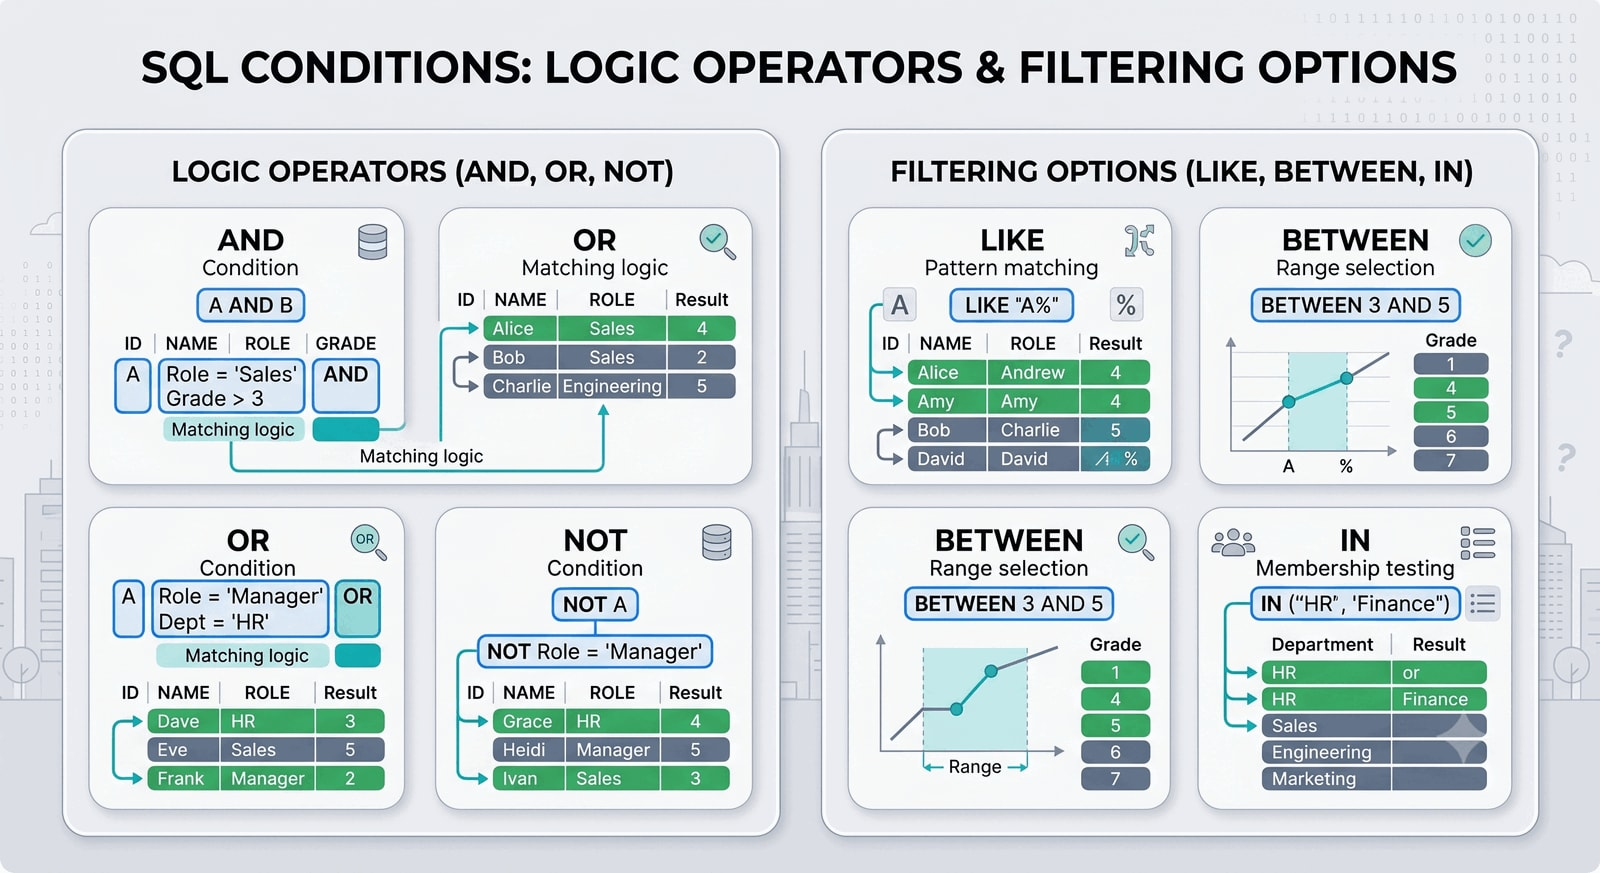 SQL CONDITIONS: LOGIC OPERATORS & FILTERING OPTIONS
LOGIC OPERATORS (AND, OR, NOT)
AND
Condition
A AND B
ID NAME ROLE GRADE
A Role = 'Sales' AND
Grade > 3
Matching logic
Matching logic
OR
Matching logic
ID NAME ROLE Result
Alice Sales 4
Bob Sales 2
Charlie Engineering 5
OR
Condition
OR
A Role = 'Manager' OR
Dept = 'HR'
Matching logic
ID NAME ROLE Result
Dave HR 3
Eve Sales 5
Frank Manager 2
NOT
Condition
NOT A
NOT Role = 'Manager'
ID NAME ROLE Result
Grace HR 4
Heidi Manager 5
Ivan Sales 3
FILTERING OPTIONS (LIKE, BETWEEN, IN)
LIKE
Pattern matching
A LIKE "A%" %
ID NAME ROLE Result
Alice Andrew 4
Amy Amy 4
Bob Charlie 5
David David %
BETWEEN
Range selection
BETWEEN 3 AND 5
Grade
1
4
5
6
7
A %
BETWEEN
Range selection
BETWEEN 3 AND 5
Grade
1
4
5
6
7
Range
IN
Membership testing
IN ("HR", 'Finance")
Department Result
HR or
HR Finance
Sales
Engineering
Marketing